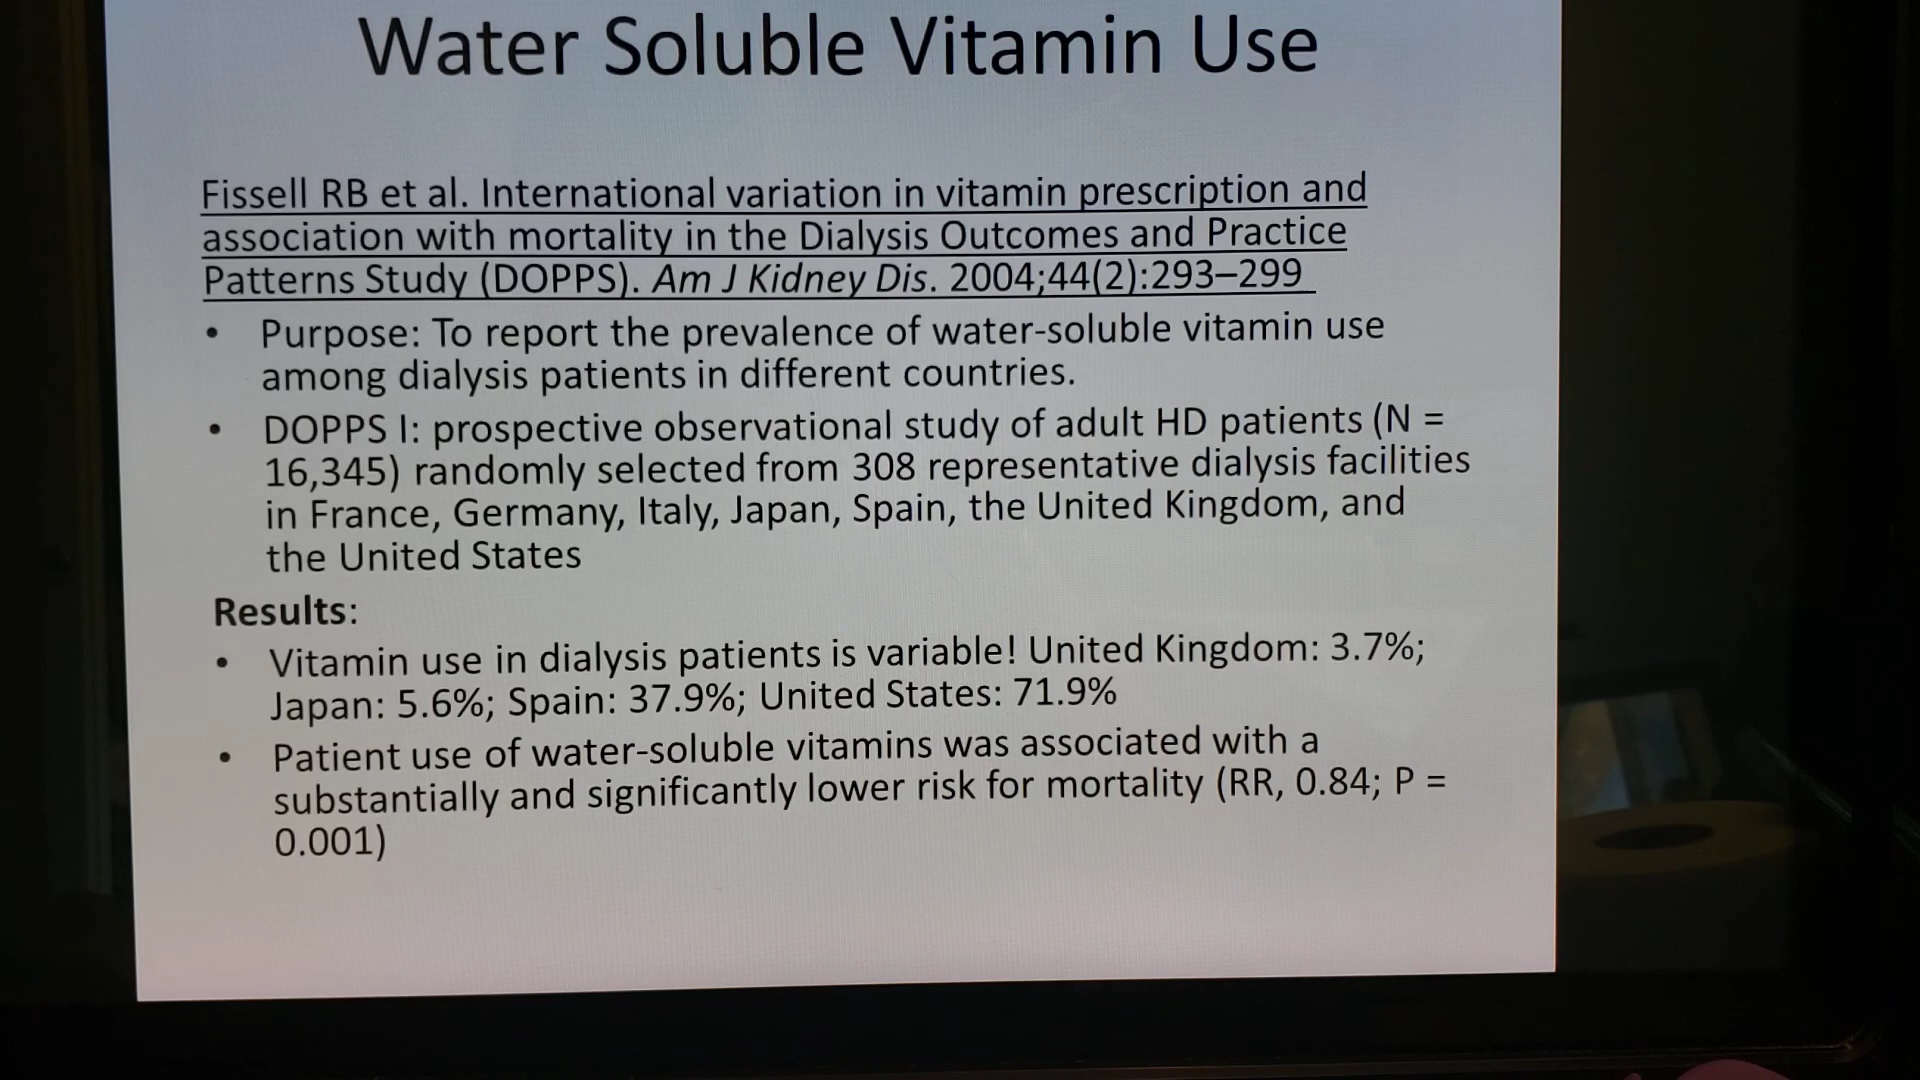 Water Soluble Vitamin Use
Fissell RB et al. International variation in vitamin prescription and
association with mortality in the Dialysis Outcomes and Practice
Patterns Study (DOPPS). Am J Kidney Dis. 2004;44(2):293–299
• Purpose: To report the prevalence of water-soluble vitamin use
among dialysis patients in different countries.
• DOPPS I: prospective observational study of adult HD patients (N =
16,345) randomly selected from 308 representative dialysis facilities
in France, Germany, Italy, Japan, Spain, the United Kingdom, and
the United States
Results:
• Vitamin use in dialysis patients is variable! United Kingdom: 3.7%;
Japan: 5.6%; Spain: 37.9%; United States: 71.9%
• Patient use of water-soluble vitamins was associated with a
substantially and significantly lower risk for mortality (RR, 0.84; P =
0.001)